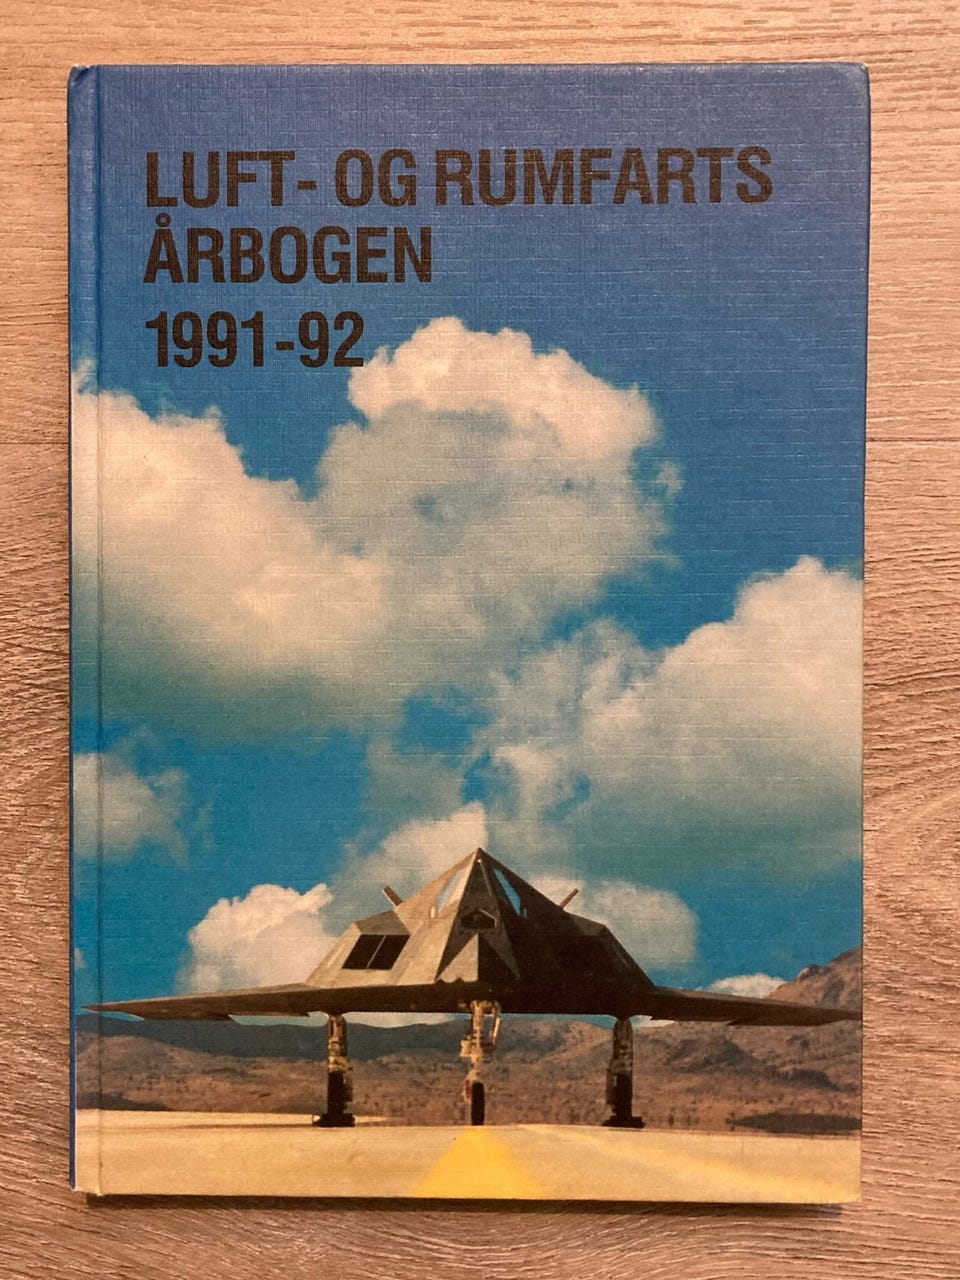 LUFT- OG RUMFARTS
ÅRBOGEN
1991-92